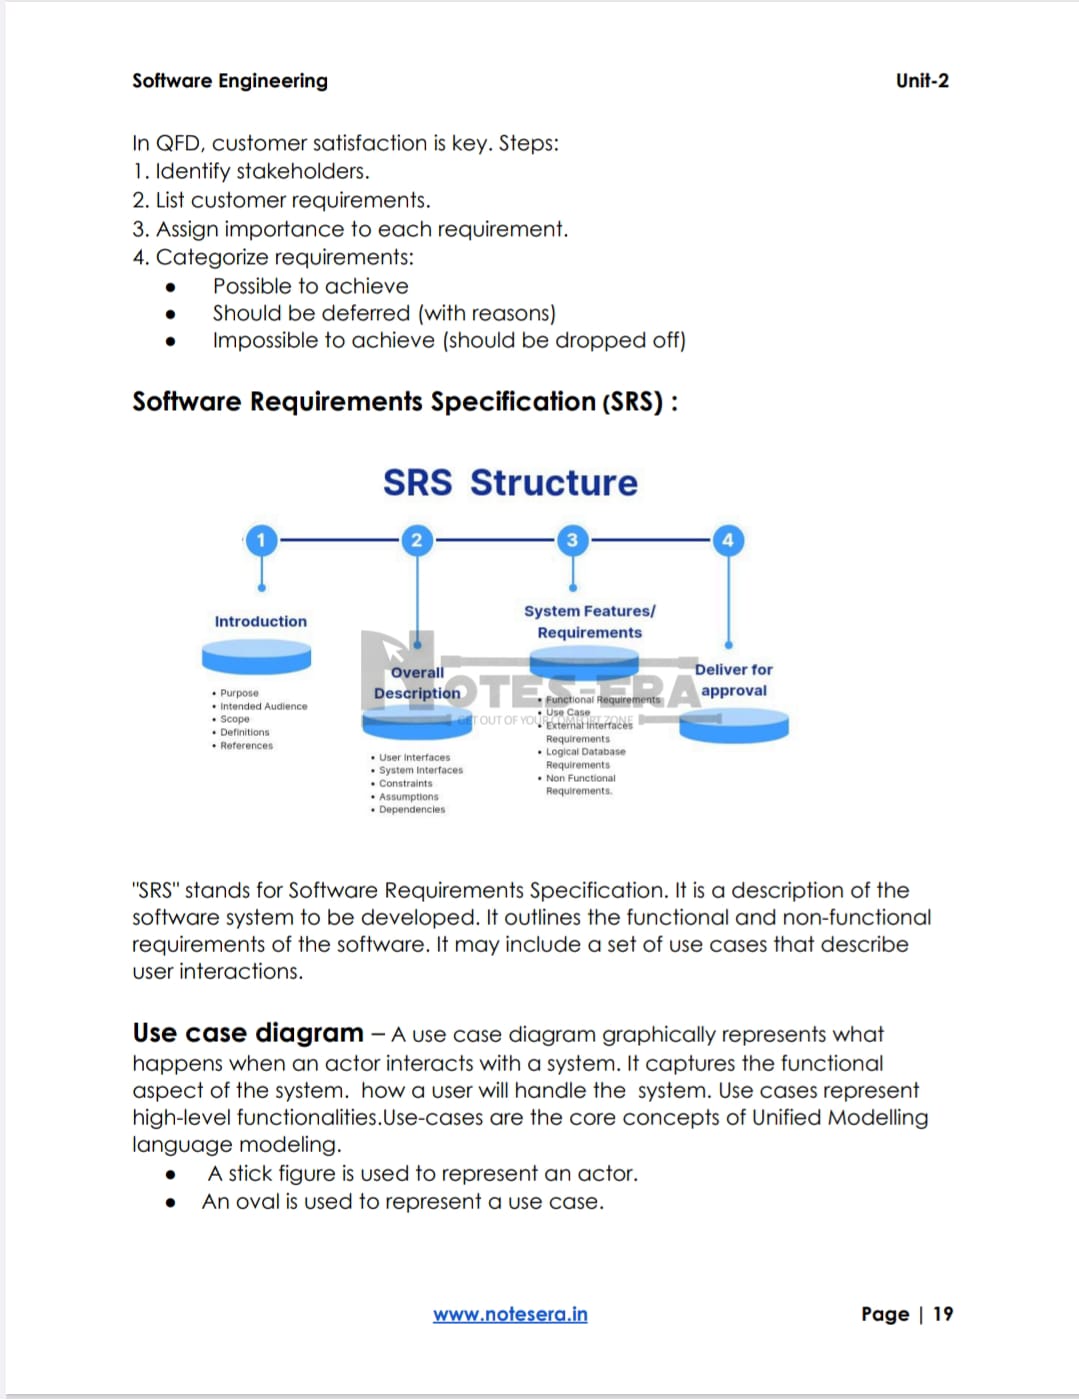 Software Engineering
Unit-2
In QFD, customer satisfaction is key. Steps:
1. Identify stakeholders.
2. List customer requirements.
3. Assign importance to each requirement.
4. Categorize requirements:
● Possible to achieve
● Should be deferred (with reasons)
● Impossible to achieve (should be dropped off)
Software Requirements Specification (SRS) :
SRS Structure
1
2
3
4
Introduction
• Purpose
• Intended Audience
• Scope
• Definitions
• References
Overall
Description
• User Interfaces
• System Interfaces
• Constraints
• Assumptions
• Dependencies
System Features/
Requirements
• Functional Requirements
• Use Case
• External Interfaces
Requirements
• Logical Database
Requirements
• Non Functional
Requirements.
Deliver for
approval
NOTES-ERA
GET OUT OF YOUR COMFORT ZONE
"SRS" stands for Software Requirements Specification. It is a description of the
software system to be developed. It outlines the functional and non-functional
requirements of the software. It may include a set of use cases that describe
user interactions.
Use case diagram – A use case diagram graphically represents what
happens when an actor interacts with a system. It captures the functional
aspect of the system.  how a user will handle the  system. Use cases represent
high-level functionalities.Use-cases are the core concepts of Unified Modelling
language modeling.
● A stick figure is used to represent an actor.
● An oval is used to represent a use case.
www.notesera.in
Page | 19